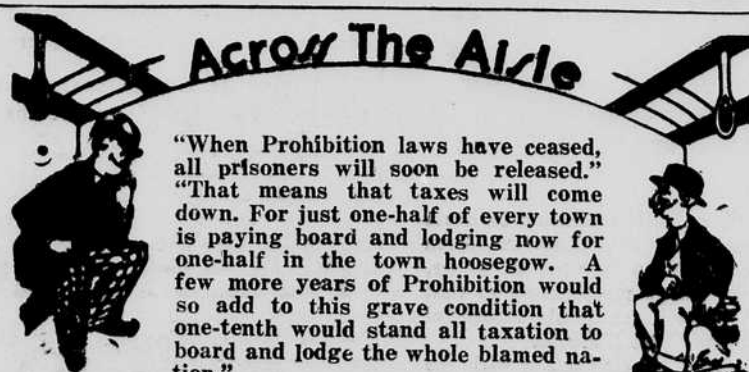 Across The Aisle
“When Prohibition laws have ceased,
all prisoners will soon be released.”
“That means that taxes will come
down. For just one-half of every town
is paying board and lodging now for
one-half in the town hoosegow. A
few more years of Prohibition would
so add to this grave condition that
one-tenth would stand all taxation to
board and lodge the whole blamed na-
tion.”